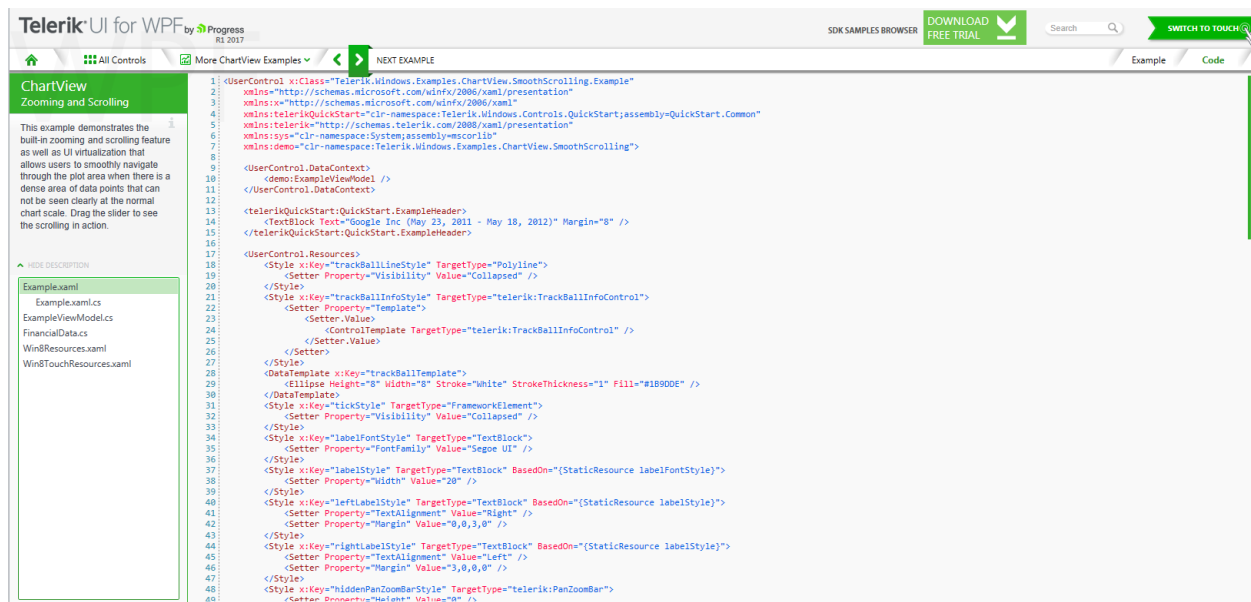 Telerik UI for WPF by Progress
R1 2017
SDK SAMPLES BROWSER
DOWNLOAD
FREE TRIAL
Search
SWITCH TO TOUCH
All Controls
More ChartView Examples
NEXT EXAMPLE
Example
Code
ChartView
Zooming and Scrolling
This example demonstrates the
built-in zooming and scrolling feature
as well as UI virtualization that
allows users to smoothly navigate
through the plot area when there is a
dense area of data points that can
not be seen clearly at the normal
chart scale. Drag the slider to see
the scrolling in action.
HIDE DESCRIPTION
Example.xaml
Example.xaml.cs
ExampleViewModel.cs
FinancialData.cs
Win8Resources.xaml
Win8TouchResources.xaml
1 <UserControl x:Class="Telerik.Windows.Examples.ChartView.SmoothScrolling.Example"
2 xmlns="http://schemas.microsoft.com/winfx/2006/xaml/presentation"
3 xmlns:x="http://schemas.microsoft.com/winfx/2006/xaml"
4 xmlns:telerikQuickStart="clr-namespace:Telerik.Windows.Controls.QuickStart;assembly=QuickStart.Common"
5 xmlns:telerik="http://schemas.telerik.com/2008/xaml/presentation"
6 xmlns:sys="clr-namespace:System;assembly=mscorlib"
7 xmlns:demo="clr-namespace:Telerik.Windows.Examples.ChartView.SmoothScrolling">
8
9 <UserControl.DataContext>
10 <demo:ExampleViewModel />
11 </UserControl.DataContext>
12
13 <telerikQuickStart:QuickStart.ExampleHeader>
14 <TextBlock Text="Google Inc (May 23, 2011 - May 18, 2012)" Margin="8" />
15 </telerikQuickStart:QuickStart.ExampleHeader>
16
17 <UserControl.Resources>
18 <Style x:Key="trackBallLineStyle" TargetType="Polyline">
19 <Setter Property="Visibility" Value="Collapsed" />
20 </Style>
21 <Style x:Key="trackBallInfoStyle" TargetType="telerik:TrackBallInfoControl">
22 <Setter Property="Template">
23 <Setter.Value>
24 <ControlTemplate TargetType="telerik:TrackBallInfoControl" />
25 </Setter.Value>
26 </Setter>
27 </Style>
28 <DataTemplate x:Key="trackBallTemplate">
29 <Ellipse Height="8" Width="8" Stroke="White" StrokeThickness="1" Fill="#1B9DDE" />
30 </DataTemplate>
31 <Style x:Key="tickStyle" TargetType="FrameworkElement">
32 <Setter Property="Visibility" Value="Collapsed" />
33 </Style>
34 <Style x:Key="labelFontStyle" TargetType="TextBlock">
35 <Setter Property="FontFamily" Value="Segoe UI" />
36 </Style>
37 <Style x:Key="labelStyle" TargetType="TextBlock" BasedOn="{StaticResource labelFontStyle}">
38 <Setter Property="Width" Value="20" />
39 </Style>
40 <Style x:Key="leftLabelStyle" TargetType="TextBlock" BasedOn="{StaticResource labelStyle}">
41 <Setter Property="TextAlignment" Value="Right" />
42 <Setter Property="Margin" Value="0,0,3,0" />
43 </Style>
44 <Style x:Key="rightLabelStyle" TargetType="TextBlock" BasedOn="{StaticResource labelStyle}">
45 <Setter Property="TextAlignment" Value="Left" />
46 <Setter Property="Margin" Value="3,0,0,0" />
47 </Style>
48 <Style x:Key="hiddenPanZoomBarStyle" TargetType="telerik:PanZoomBar">
49 <Setter Property="Height" Value="0" />